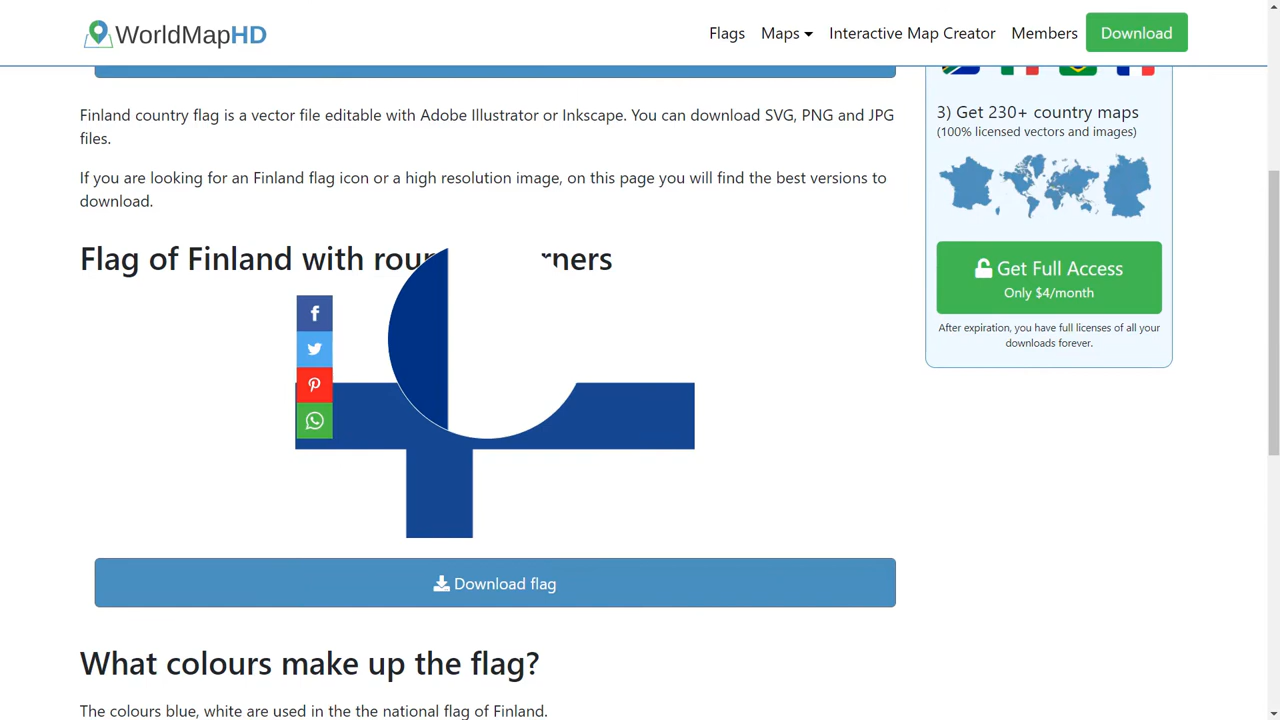 WorldMapHD
Flags Maps Interactive Map Creator Members Download
Finland country flag is a vector file editable with Adobe Illustrator or Inkscape. You can download SVG, PNG and JPG
files.
If you are looking for an Finland flag icon or a high resolution image, on this page you will find the best versions to
download.
Flag of Finland with
Download flag
What colours make up the flag?
The colours blue, white are used in the the national flag of Finland.
3) Get 230+ country maps
(100% licensed vectors and images)
Get Full Access
Only $4/month
After expiration, you have full licenses of all your
downloads forever.